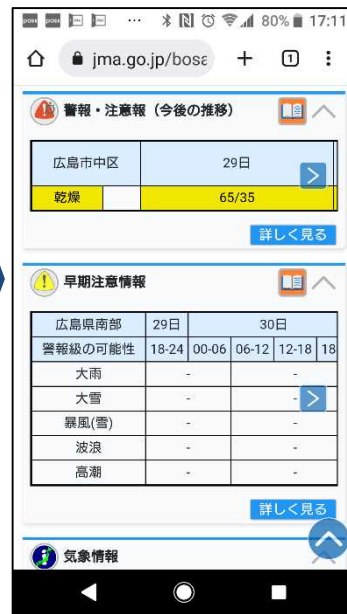 80% 17:11
jma.go.jp/bosa
1
警報・注意報（今後の推移）
広島市中区 29日
乾燥 65/35
詳しく見る
早期注意情報
広島県南部 29日 30日
警報級の可能性 18-24 00-06 06-12 12-18 18
大雨 - -
大雪 - -
暴風(雪) - -
波浪 - -
高潮 - -
詳しく見る
気象情報